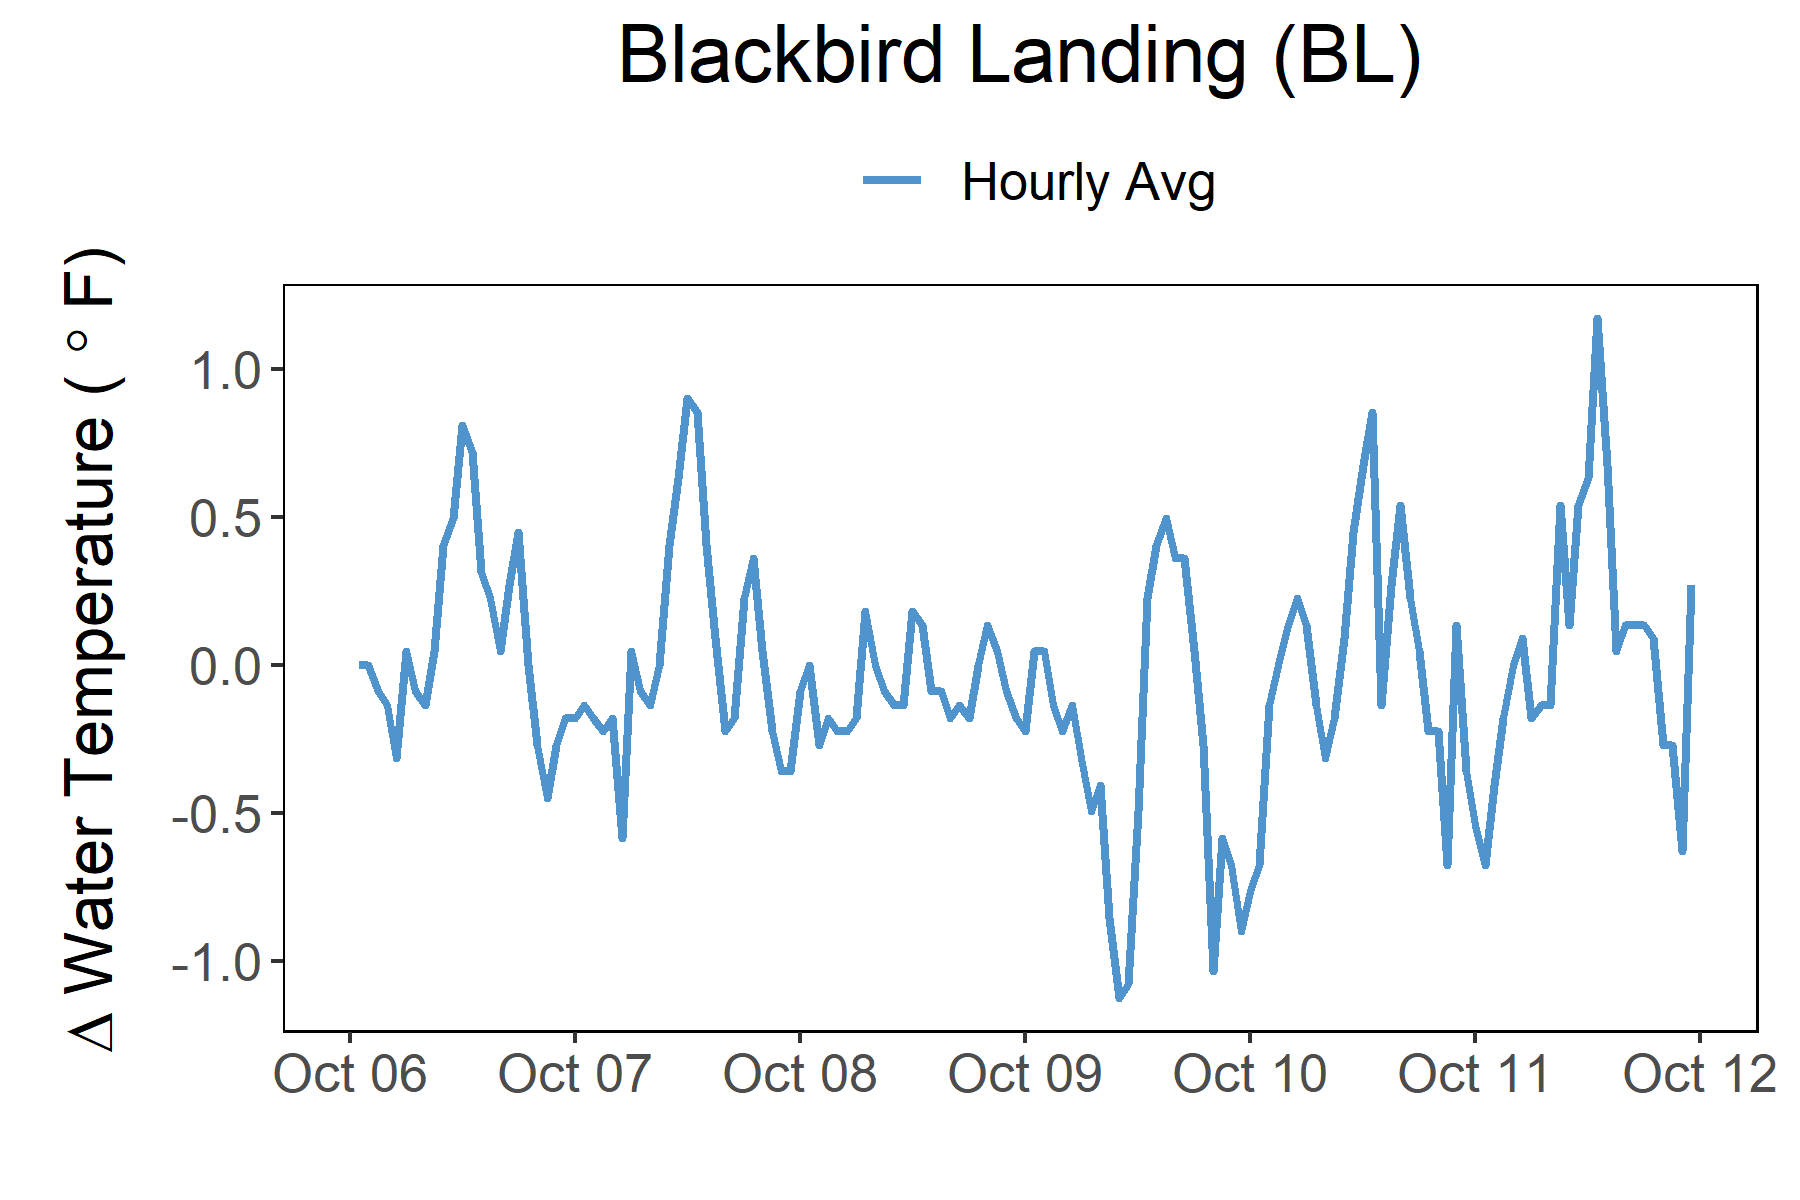 Blackbird Landing (BL)
Hourly Avg
Δ Water Temperature ( ° F)
1.0
0.5
0.0
-0.5
-1.0
Oct 06 Oct 07 Oct 08 Oct 09 Oct 10 Oct 11 Oct 12